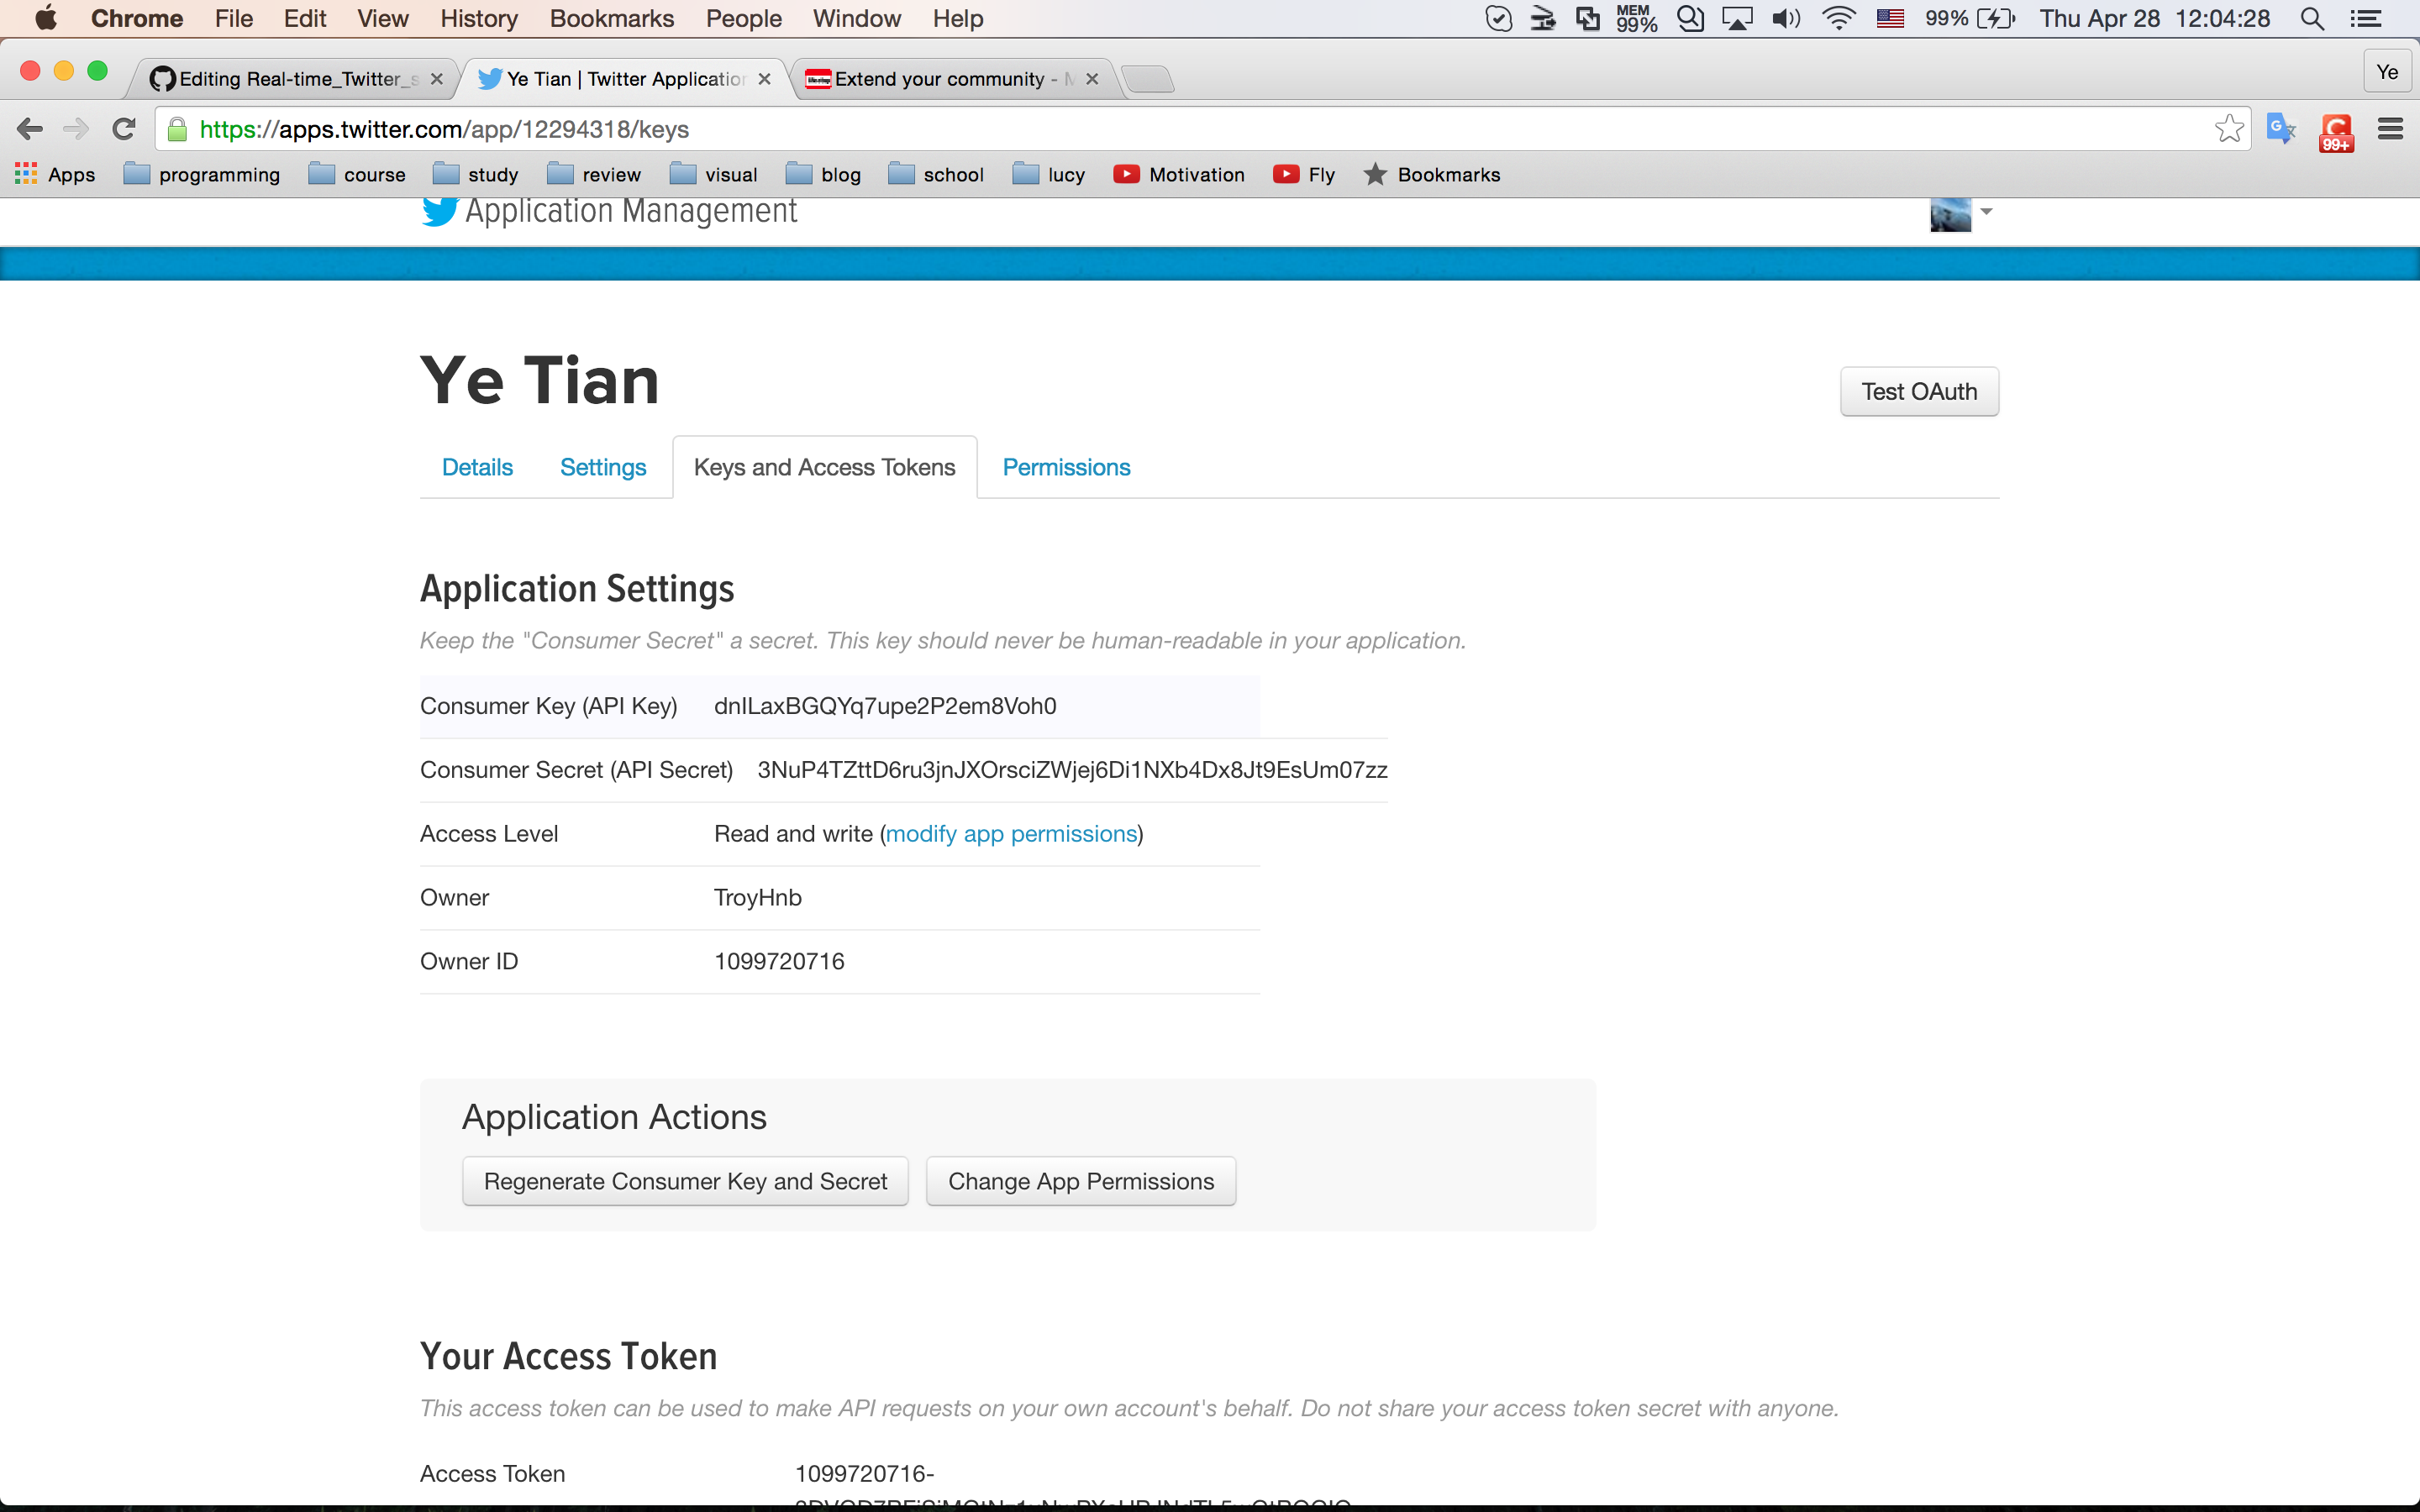 Chrome File Edit View History Bookmarks People Window Help MEM 99% 99% Thu Apr 28 12:04:28
Editing Real-time_Twitter_s Ye Tian | Twitter Application Extend your community - M Ye
https://apps.twitter.com/app/12294318/keys 99+
Apps programming course study review visual blog school lucy Motivation Fly Bookmarks
Application Management
Ye Tian
Test OAuth
Details Settings Keys and Access Tokens Permissions
Application Settings
Keep the "Consumer Secret" a secret. This key should never be human-readable in your application.
Consumer Key (API Key) dnILaxBGQYq7upe2P2em8Voh0
Consumer Secret (API Secret) 3NuP4TZttD6ru3jnJXOrsciZWjej6Di1NXb4Dx8Jt9EsUm07zz
Access Level Read and write (modify app permissions)
Owner TroyHnb
Owner ID 1099720716
Application Actions
Regenerate Consumer Key and Secret Change App Permissions
Your Access Token
This access token can be used to make API requests on your own account's behalf. Do not share your access token secret with anyone.
Access Token 1099720716-